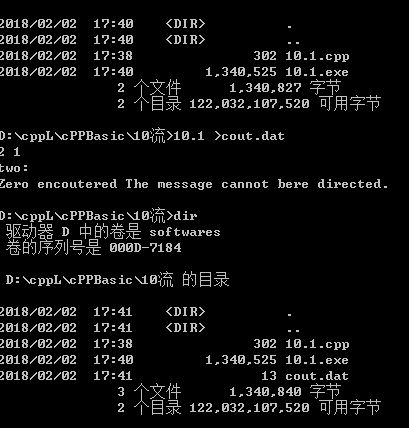 2018/02/02  17:40    <DIR>          .
2018/02/02  17:40    <DIR>          ..
2018/02/02  17:38               302 10.1.cpp
2018/02/02  17:40         1,340,525 10.1.exe
2 个文件      1,340,827 字节
2 个目录 122,032,107,520 可用字节
D:\cppL\cPPBasic\10流>10.1 >cout.dat
2 1
two:
Zero encoutered The message cannot bere directed.
D:\cppL\cPPBasic\10流>dir
驱动器 D 中的卷是 softwares
卷的序列号是 000D-7184
D:\cppL\cPPBasic\10流 的目录
2018/02/02  17:41    <DIR>          .
2018/02/02  17:41    <DIR>          ..
2018/02/02  17:38               302 10.1.cpp
2018/02/02  17:40         1,340,525 10.1.exe
2018/02/02  17:41                13 cout.dat
3 个文件      1,340,840 字节
2 个目录 122,032,107,520 可用字节